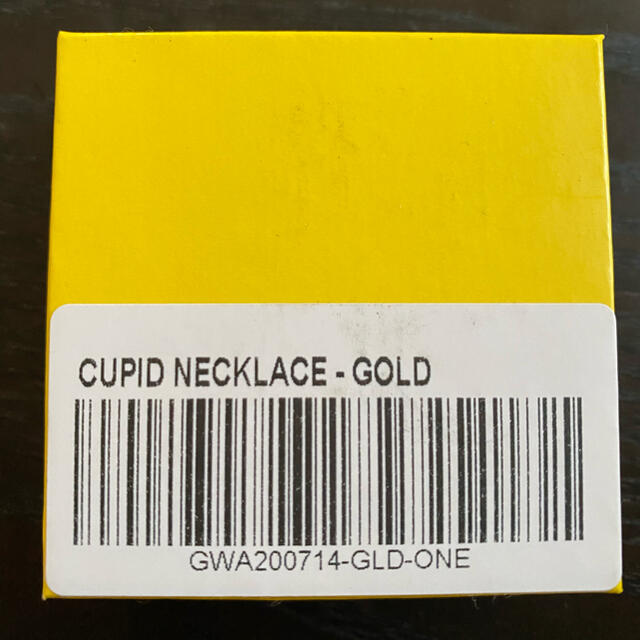 CUPID NECKLACE - GOLD
GWA200714-GLD-ONE